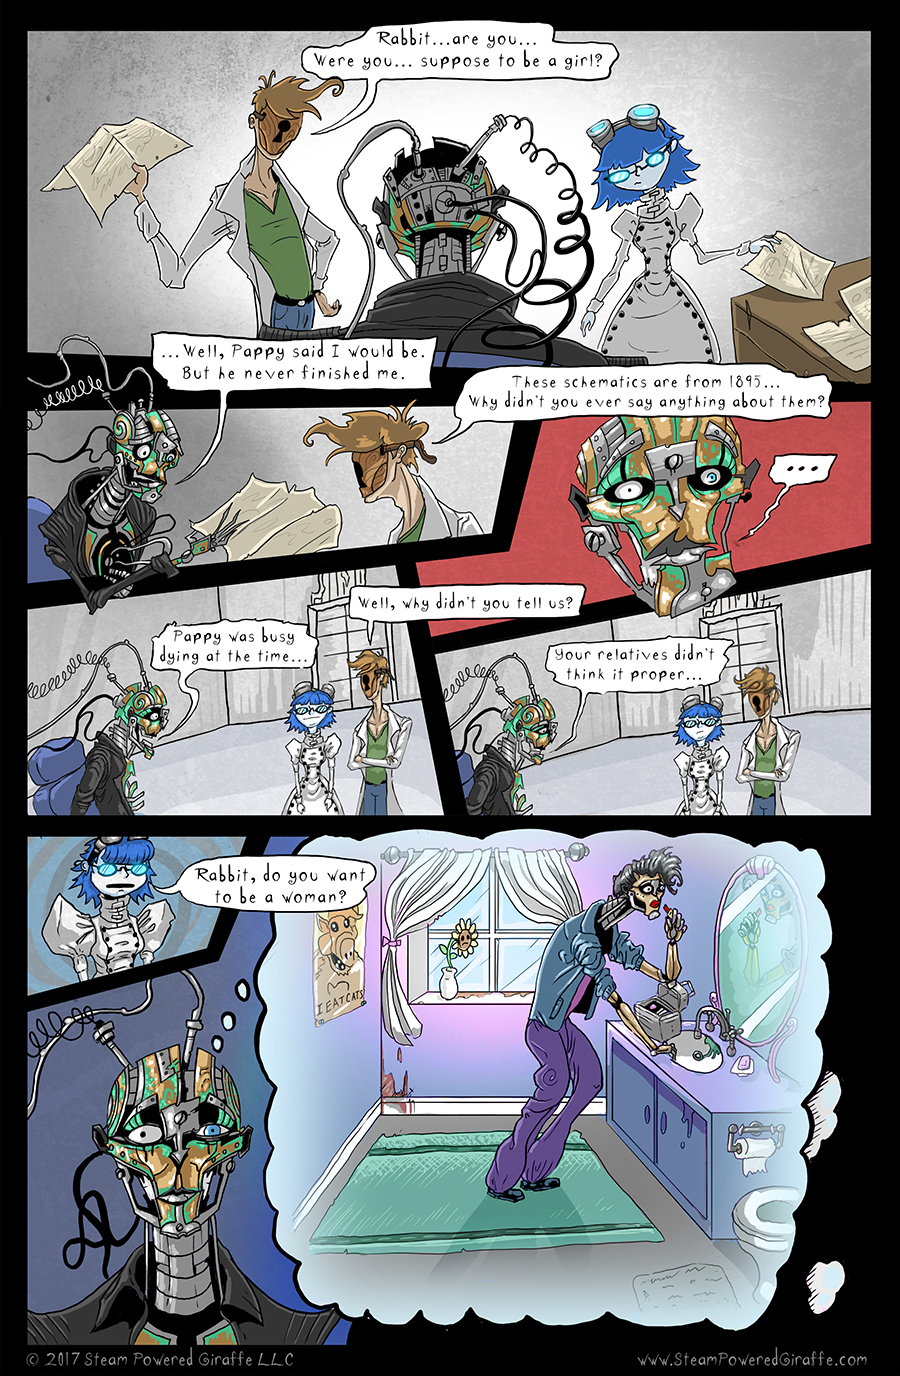 Rabbit...are you...
Were you... suppose to be a girl?
...Well, Pappy said I would be.
But he never finished me.
These schematics are from 1895...
Why didn't you ever say anything about them?
...
Well, why didn't you tell us?
Pappy was busy
dying at the time...
Your relatives didn't
think it proper...
Rabbit, do you want
to be a woman?
I EAT CATS
© 2017 Steam Powered Giraffe LLC
www.SteamPoweredGiraffe.com